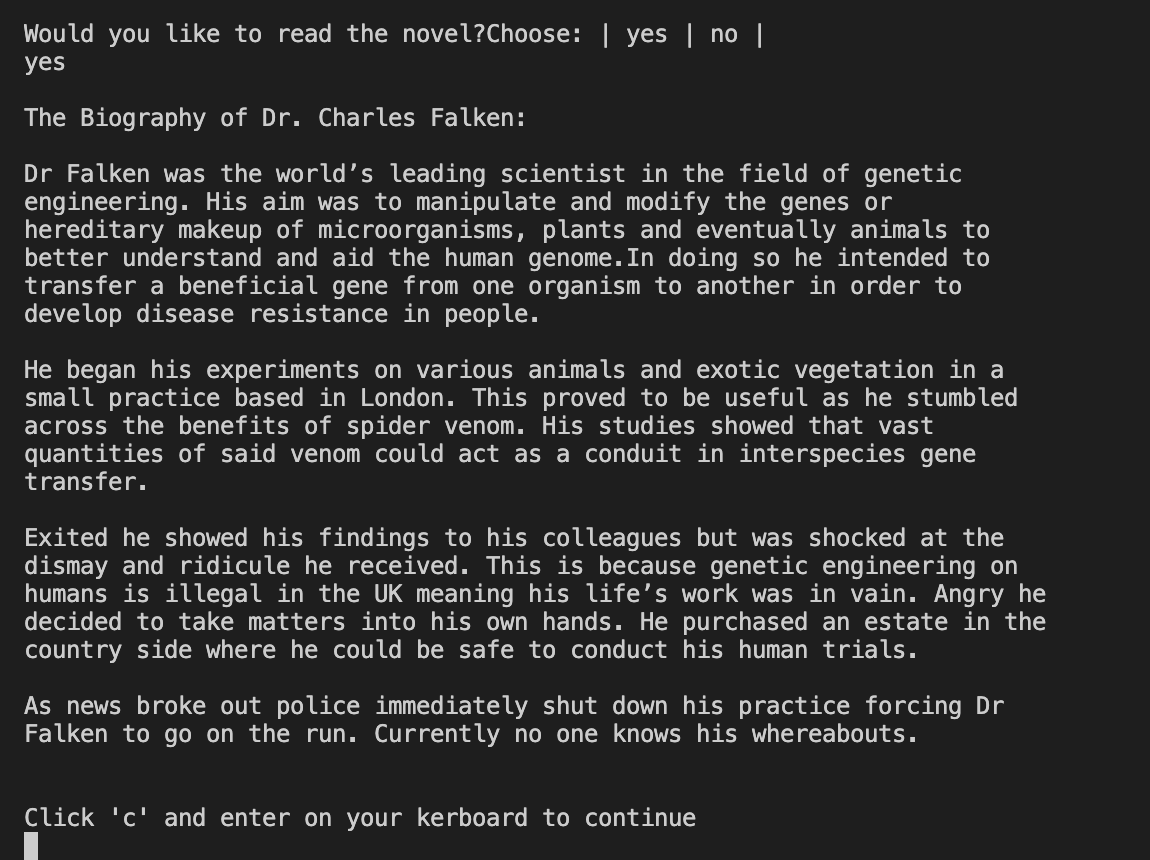 Would you like to read the novel?Choose: | yes | no |
yes
The Biography of Dr. Charles Falken:
Dr Falken was the world’s leading scientist in the field of genetic
engineering. His aim was to manipulate and modify the genes or
hereditary makeup of microorganisms, plants and eventually animals to
better understand and aid the human genome.In doing so he intended to
transfer a beneficial gene from one organism to another in order to
develop disease resistance in people.
He began his experiments on various animals and exotic vegetation in a
small practice based in London. This proved to be useful as he stumbled
across the benefits of spider venom. His studies showed that vast
quantities of said venom could act as a conduit in interspecies gene
transfer.
Exited he showed his findings to his colleagues but was shocked at the
dismay and ridicule he received. This is because genetic engineering on
humans is illegal in the UK meaning his life’s work was in vain. Angry he
decided to take matters into his own hands. He purchased an estate in the
country side where he could be safe to conduct his human trials.
As news broke out police immediately shut down his practice forcing Dr
Falken to go on the run. Currently no one knows his whereabouts.
Click 'c' and enter on your kerboard to continue